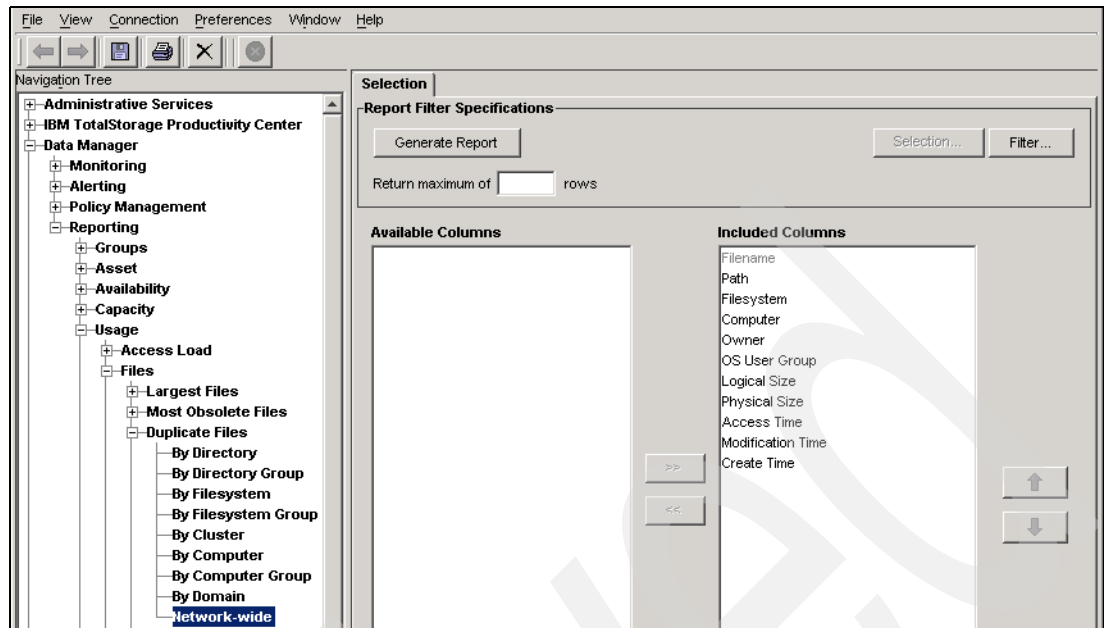 File View Connection Preferences Window Help
Navigation Tree
Administrative Services
IBM TotalStorage Productivity Center
Data Manager
Monitoring
Alerting
Policy Management
Reporting
Groups
Asset
Availability
Capacity
Usage
Access Load
Files
Largest Files
Most Obsolete Files
Duplicate Files
By Directory
By Directory Group
By Filesystem
By Filesystem Group
By Cluster
By Computer
By Computer Group
By Domain
Network-wide
Selection
Report Filter Specifications
Generate Report
Selection...
Filter...
Return maximum of rows
Available Columns
>>
<<
Included Columns
Filename
Path
Filesystem
Computer
Owner
OS User Group
Logical Size
Physical Size
Access Time
Modification Time
Create Time